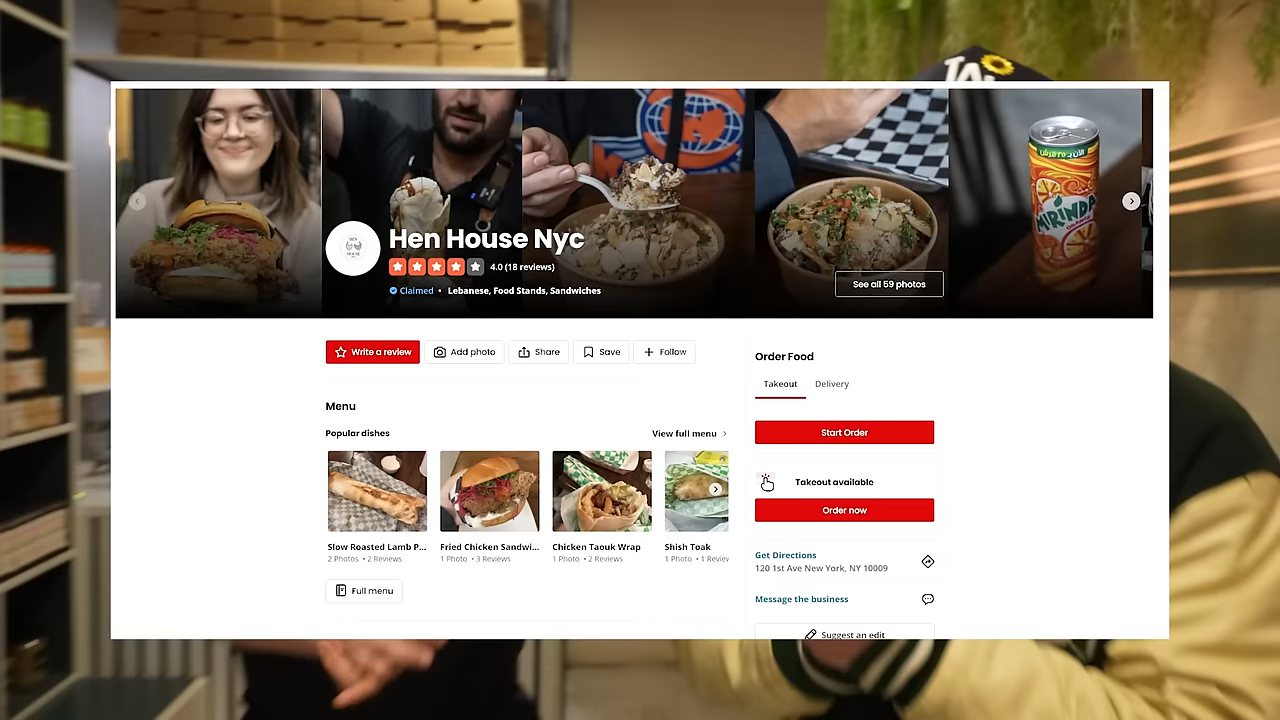 MIRINDA
HEN
HOUSE
Hen House Nyc
4.0 (18 reviews)
Claimed • Lebanese, Food Stands, Sandwiches
See all 59 photos
Write a review
Add photo
Share
Save
Follow
Menu
Popular dishes
View full menu
Slow Roasted Lamb P...
2 Photos • 2 Reviews
Fried Chicken Sandwi...
1 Photo • 3 Reviews
Chicken Taouk Wrap
1 Photo • 2 Reviews
Shish Toak
1 Photo • 1 Review
Full menu
Order Food
Takeout
Delivery
Start Order
Takeout available
Order now
Get Directions
120 1st Ave New York, NY 10009
Message the business
Suggest an edit